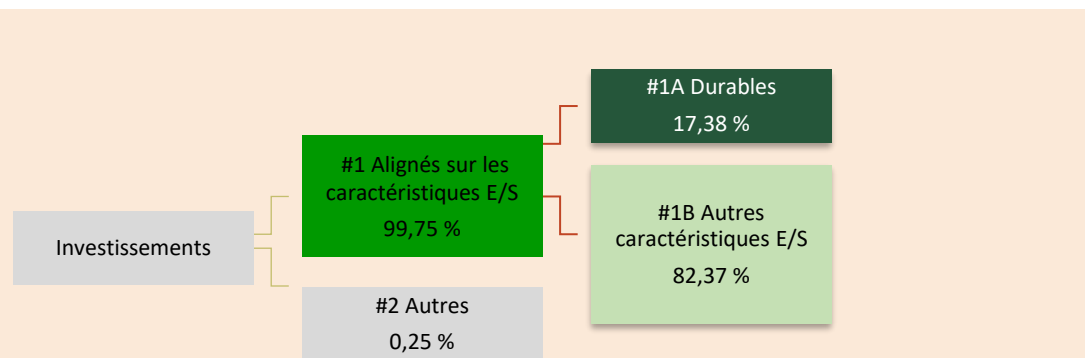 Investissements
#1 Alignés sur les
caractéristiques E/S
99,75 %
#2 Autres
0,25 %
#1A Durables
17,38 %
#1B Autres
caractéristiques E/S
82,37 %